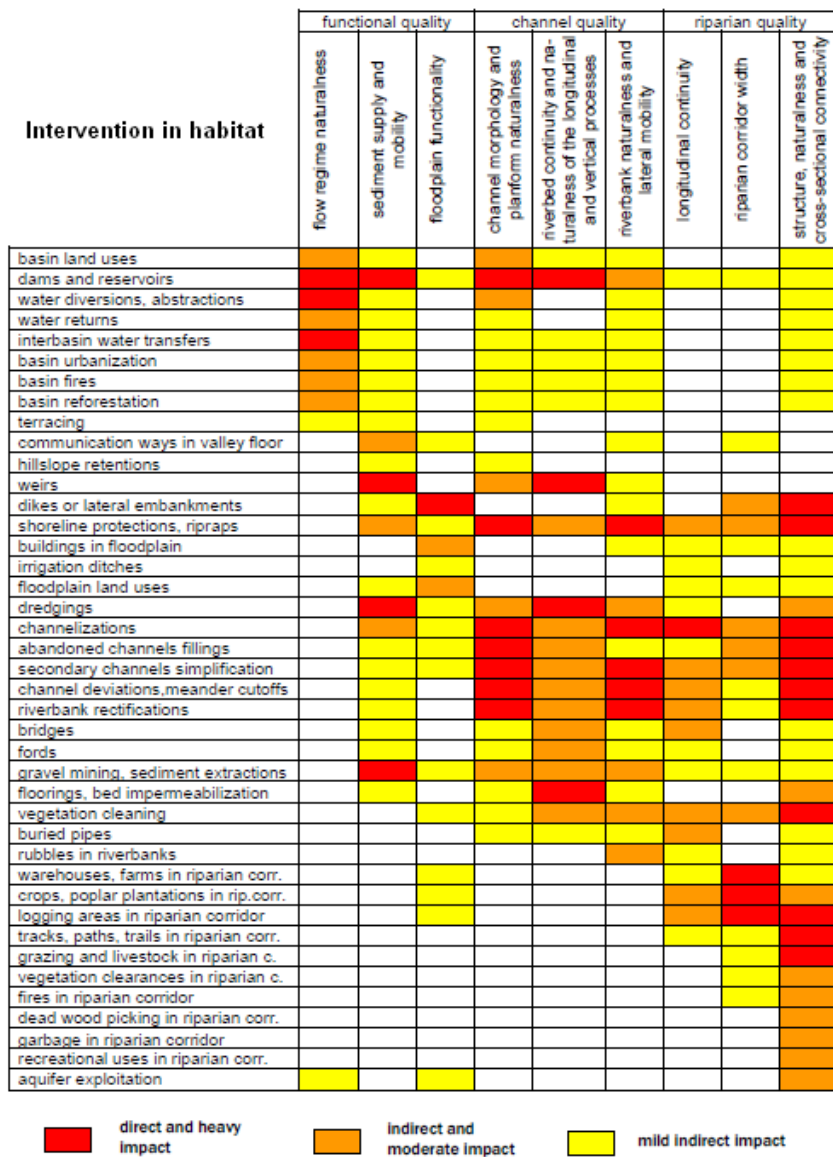 functional quality channel quality riparian quality
Intervention in habitat
flow regime naturalness
sediment supply and
mobility
floodplain functionality
channel morphology and
planform naturalness
riverbed continuity and na-
turalness of the longitudinal
and vertical processes
riverbank naturalness and
lateral mobility
longitudinal continuity
riparian corridor width
structure, naturalness and
cross-sectional connectivity
basin land uses
dams and reservoirs
water diversions, abstractions
water returns
interbasin water transfers
basin urbanization
basin fires
basin reforestation
terracing
communication ways in valley floor
hillslope retentions
weirs
dikes or lateral embankments
shoreline protections, ripraps
buildings in floodplain
irrigation ditches
floodplain land uses
dredgings
channelizations
abandoned channels fillings
secondary channels simplification
channel deviations,meander cutoffs
riverbank rectifications
bridges
fords
gravel mining, sediment extractions
floorings, bed impermeabilization
vegetation cleaning
buried pipes
rubbles in riverbanks
warehouses, farms in riparian corr.
crops, poplar plantations in rip.corr.
logging areas in riparian corridor
tracks, paths, trails in riparian corr.
grazing and livestock in riparian c.
vegetation clearances in riparian c.
fires in riparian corridor
dead wood picking in riparian corr.
garbage in riparian corridor
recreational uses in riparian corr.
aquifer exploitation
direct and heavy
impact
indirect and
moderate impact
mild indirect impact